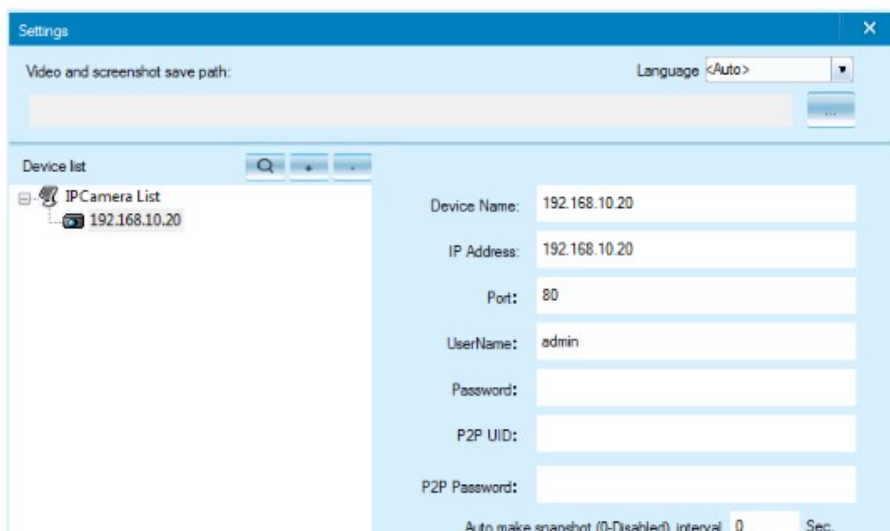 Settings
Video and screenshot save path:
Language <Auto>
...
Device list
+ -
IPCamera List
192.168.10.20
Device Name: 192.168.10.20
IP Address: 192.168.10.20
Port: 80
UserName: admin
Password:
P2P UID:
P2P Password:
Auto make snapshot (0-Disabled), interval 0 Sec.